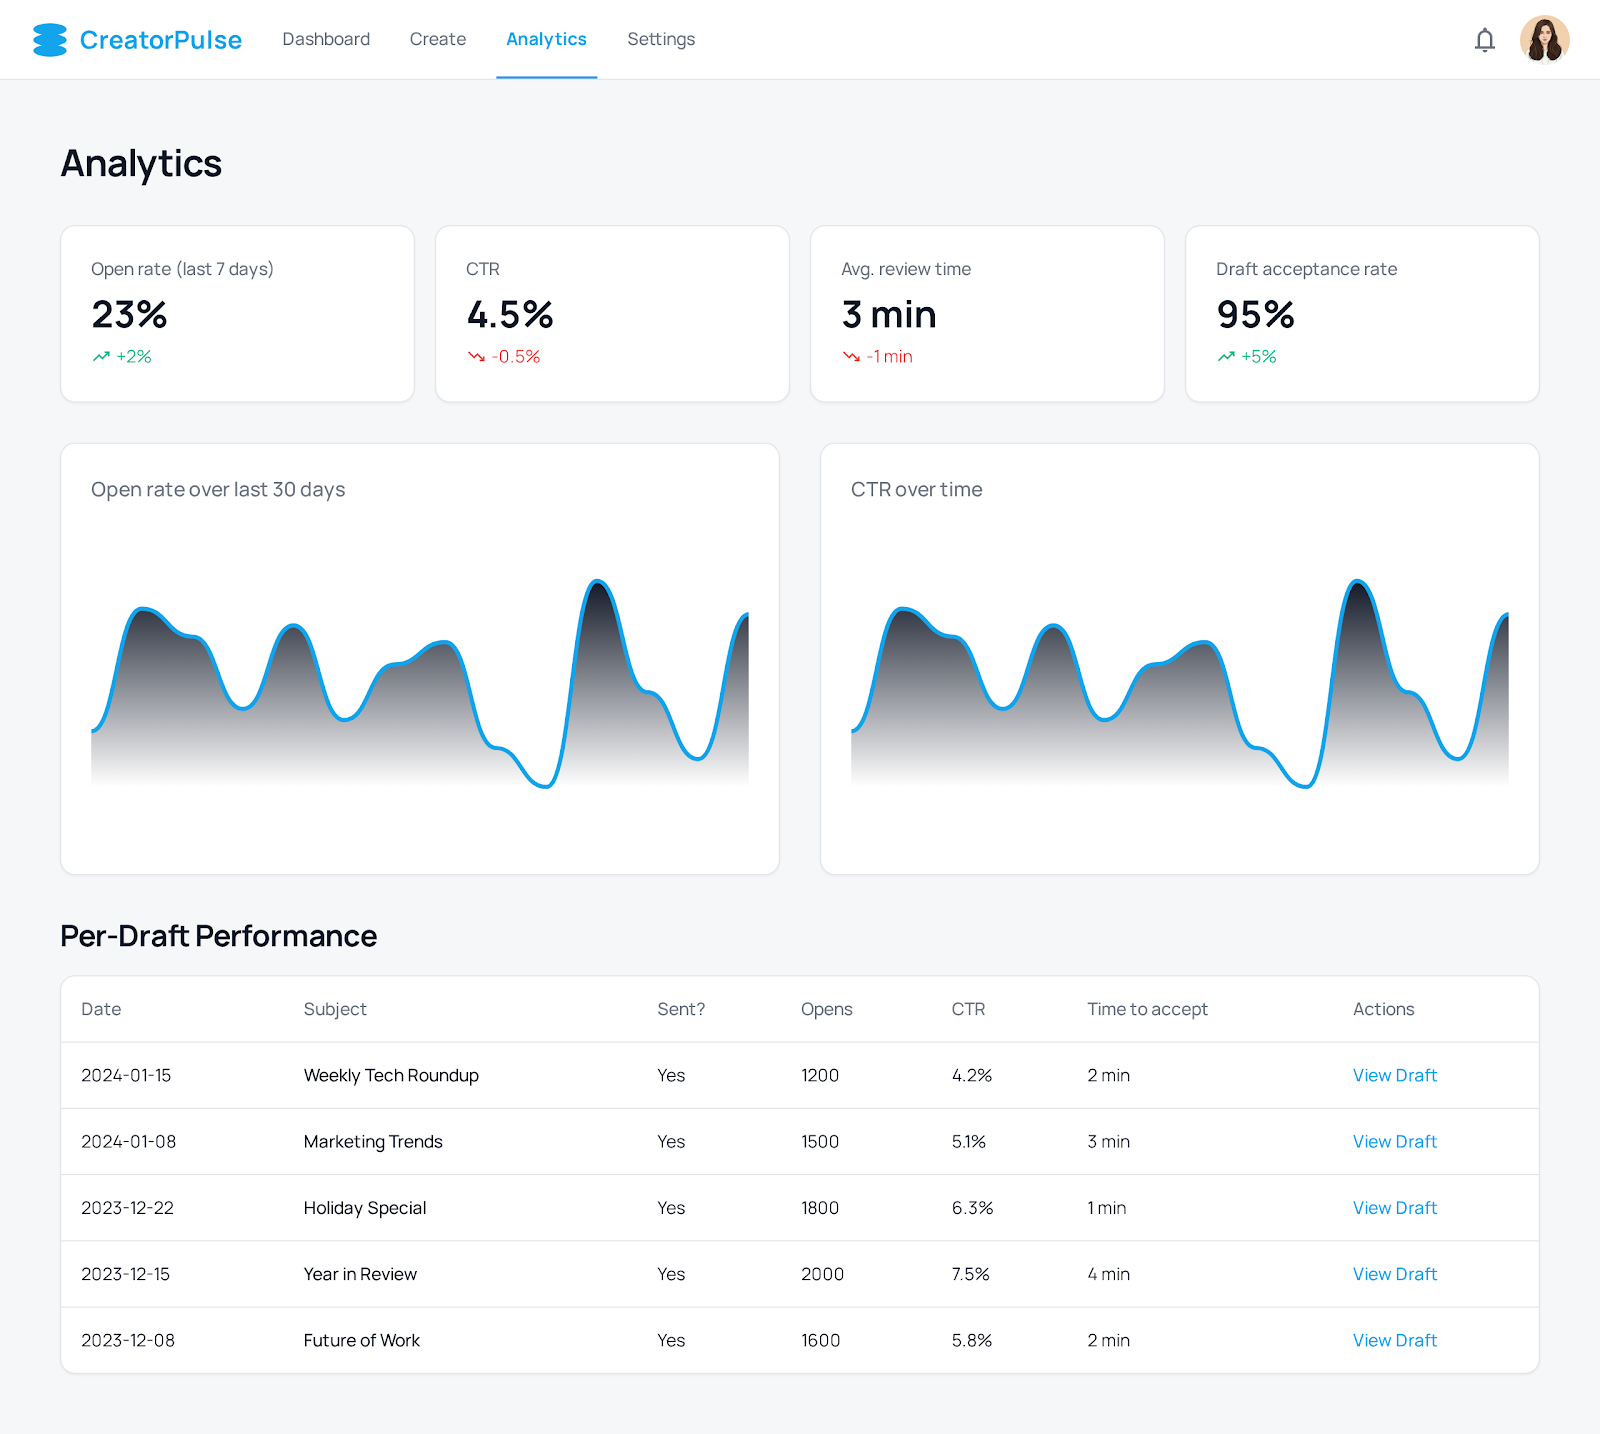 CreatorPulse Dashboard Create Analytics Settings
Analytics
Open rate (last 7 days)
23%
+2%
CTR
4.5%
-0.5%
Avg. review time
3 min
-1 min
Draft acceptance rate
95%
+5%
Open rate over last 30 days
CTR over time
Per-Draft Performance
Date Subject Sent? Opens CTR Time to accept Actions
2024-01-15 Weekly Tech Roundup Yes 1200 4.2% 2 min View Draft
2024-01-08 Marketing Trends Yes 1500 5.1% 3 min View Draft
2023-12-22 Holiday Special Yes 1800 6.3% 1 min View Draft
2023-12-15 Year in Review Yes 2000 7.5% 4 min View Draft
2023-12-08 Future of Work Yes 1600 5.8% 2 min View Draft